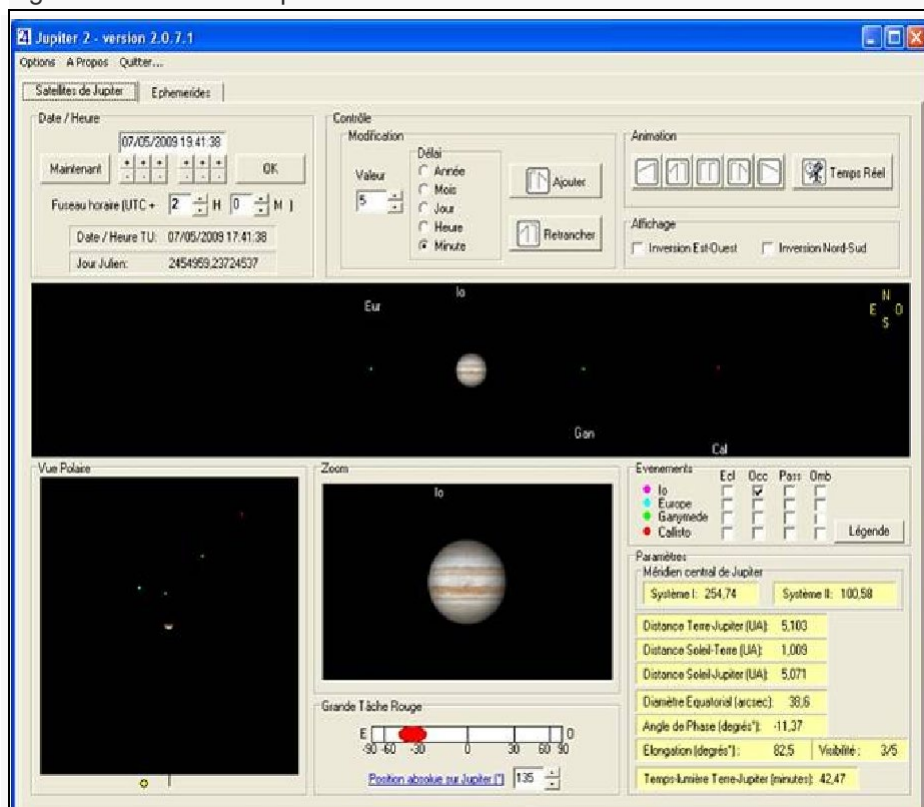 Jupiter 2 - version 2.0.7.1
Options A Propos Quitter...
Satellites de Jupiter Ephemerides
Date / Heure
07/05/2009 19:41:38
Maintenant + + + + + + OK
- - - - - -
Fuseau horaire (UTC + 2 H 0 M )
Date / Heure TU: 07/05/2009 17:41:38
Jour Julien: 2454959,23724537
Contrôle
Modification
Valeur
5
Délai
Année
Mois
Jour
Heure
Minute
Ajouter
Retrancher
Animation
Temps Réel
Affichage
Inversion Est-Ouest Inversion Nord-Sud
Eur
Io
Gan
Cal
N
E O
S
Vue Polaire
Zoom
Io
Evenements Ecl Occ Pass Omb
Io
Europe
Ganymede
Callisto
Légende
Paramètres
Méridien central de Jupiter
Système I: 254,74 Système II: 100,58
Distance Terre-Jupiter (UA): 5,103
Distance Soleil-Terre (UA): 1,009
Distance Soleil-Jupiter (UA): 5,071
Diamètre Equatorial (arcsec): 38,6
Angle de Phase (degrés°): -11,37
Elongation (degrés°): 82,5 Visibilité: 3/5
Temps-lumière Terre-Jupiter (minutes): 42,47
Grande Tâche Rouge
E O
-90 -60 -30 0 30 60 90
Position absolue sur Jupiter (°) 135